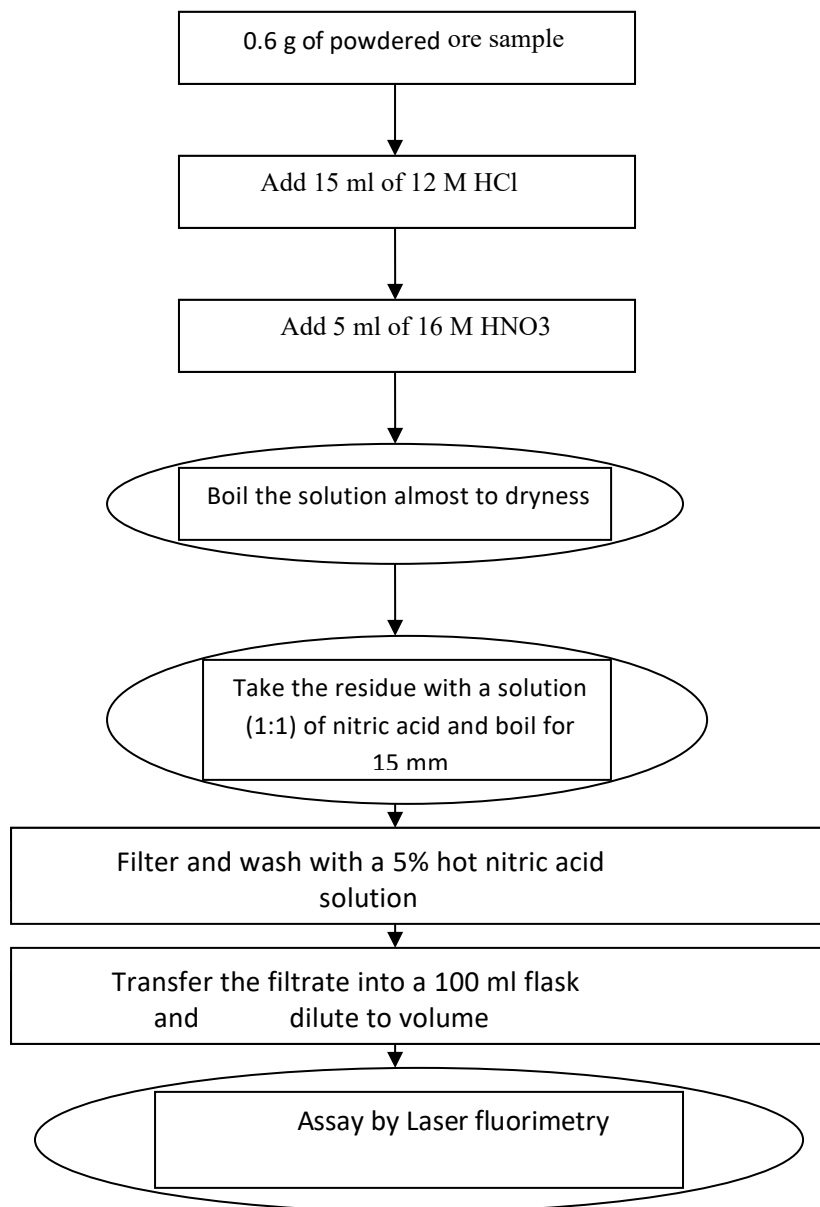 0.6 g of powdered ore sample
Add 15 ml of 12 M HCl
Add 5 ml of 16 M HNO3
Boil the solution almost to dryness
Take the residue with a solution
(1:1) of nitric acid and boil for
15 mm
Filter and wash with a 5% hot nitric acid
solution
Transfer the filtrate into a 100 ml flask
and dilute to volume
Assay by Laser fluorimetry